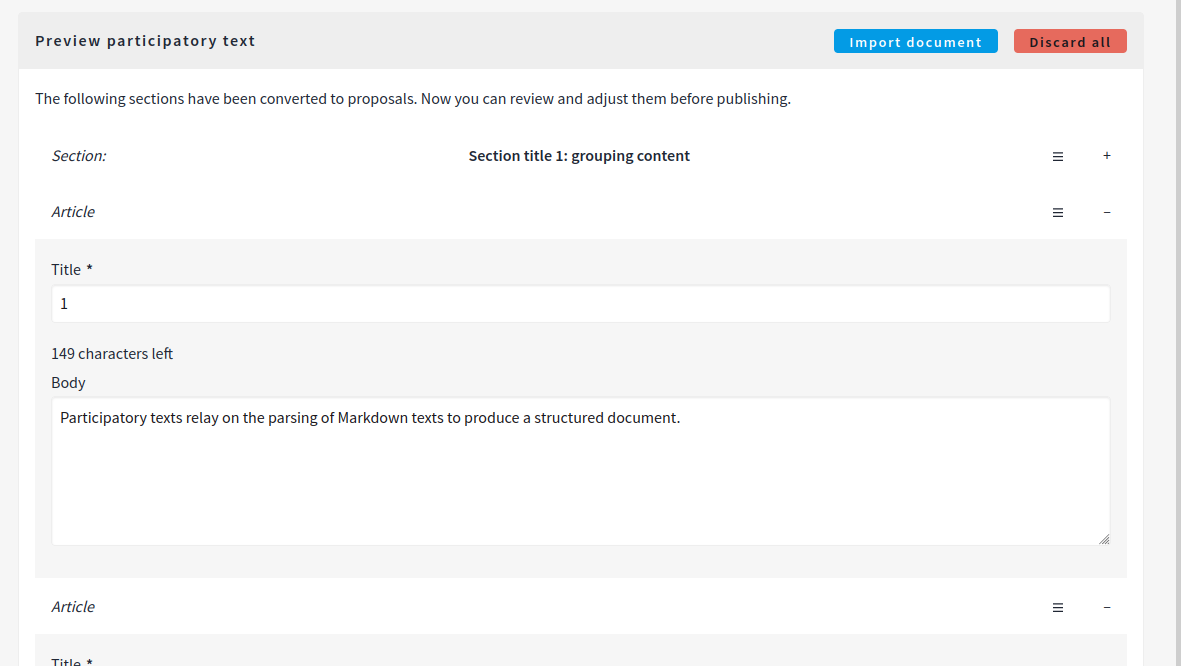 Preview participatory text Import document Discard all
The following sections have been converted to proposals. Now you can review and adjust them before publishing.
Section: Section title 1: grouping content +
Article −
Title *
1
149 characters left
Body
Participatory texts relay on the parsing of Markdown texts to produce a structured document.
Article −
Title *